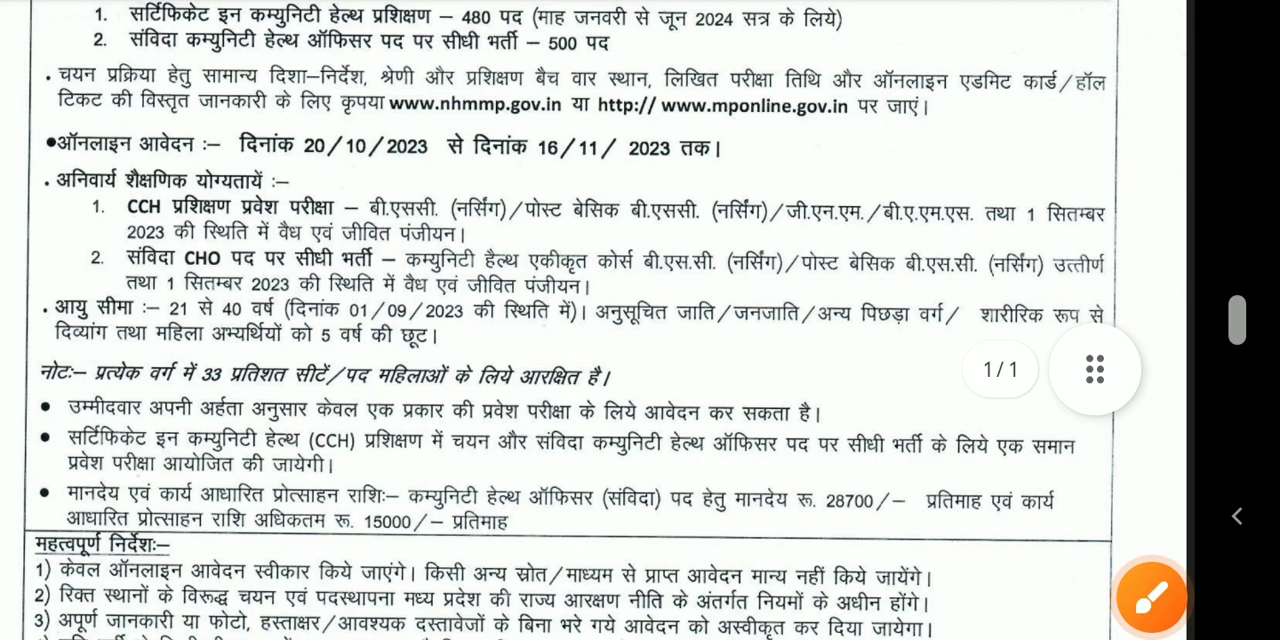 1. सर्टिफिकेट इन कम्युनिटी हेल्थ प्रशिक्षण – 480 पद (माह जनवरी से जून 2024 सत्र के लिये)
2. संविदा कम्युनिटी हेल्थ ऑफिसर पद पर सीधी भर्ती – 500 पद
. चयन प्रक्रिया हेतु सामान्य दिशा–निर्देश, श्रेणी और प्रशिक्षण बैच वार स्थान, लिखित परीक्षा तिथि और ऑनलाइन एडमिट कार्ड/हॉल
टिकट की विस्तृत जानकारी के लिए कृपया www.nhmmp.gov.in या http:// www.mponline.gov.in पर जाएं।
●ऑनलाइन आवेदन :– दिनांक 20/10/2023 से दिनांक 16/11/ 2023 तक।
. अनिवार्य शैक्षणिक योग्यतायें :–
1. CCH प्रशिक्षण प्रवेश परीक्षा – बी.एससी. (नर्सिंग)/पोस्ट बेसिक बी.एससी. (नर्सिंग)/जी.एन.एम./बी.ए.एम.एस. तथा 1 सितम्बर
2023 की स्थिति में वैध एवं जीवित पंजीयन।
2. संविदा CHO पद पर सीधी भर्ती – कम्युनिटी हैल्थ एकीकृत कोर्स बी.एस.सी. (नर्सिंग)/पोस्ट बेसिक बी.एस.सी. (नर्सिंग) उत्तीर्ण
तथा 1 सितम्बर 2023 की स्थिति में वैध एवं जीवित पंजीयन।
. आयु सीमा :– 21 से 40 वर्ष (दिनांक 01/09/2023 की स्थिति में)। अनुसूचित जाति/जनजाति/अन्य पिछड़ा वर्ग/ शारीरिक रूप से
दिव्यांग तथा महिला अभ्यर्थियों को 5 वर्ष की छूट।
नोटः– प्रत्येक वर्ग में 33 प्रतिशत सीटें/पद महिलाओं के लिये आरक्षित है।
1/1
● उम्मीदवार अपनी अर्हता अनुसार केवल एक प्रकार की प्रवेश परीक्षा के लिये आवेदन कर सकता है।
● सर्टिफिकेट इन कम्युनिटी हेल्थ (CCH) प्रशिक्षण में चयन और संविदा कम्युनिटी हेल्थ ऑफिसर पद पर सीधी भर्ती के लिये एक समान
प्रवेश परीक्षा आयोजित की जायेगी।
● मानदेय एवं कार्य आधारित प्रोत्साहन राशिः– कम्युनिटी हेल्थ ऑफिसर (संविदा) पद हेतु मानदेय रू. 28700/– प्रतिमाह एवं कार्य
आधारित प्रोत्साहन राशि अधिकतम रू. 15000/– प्रतिमाह
महत्वपूर्ण निर्देशः–
1) केवल ऑनलाइन आवेदन स्वीकार किये जाएंगे। किसी अन्य स्रोत/माध्यम से प्राप्त आवेदन मान्य नहीं किये जायेंगे।
2) रिक्त स्थानों के विरूद्ध चयन एवं पदस्थापना मध्य प्रदेश की राज्य आरक्षण नीति के अंतर्गत नियमों के अधीन होंगे।
3) अपूर्ण जानकारी या फोटो, हस्ताक्षर/आवश्यक दस्तावेजों के बिना भरे गये आवेदन को अस्वीकृत कर दिया जायेगा।